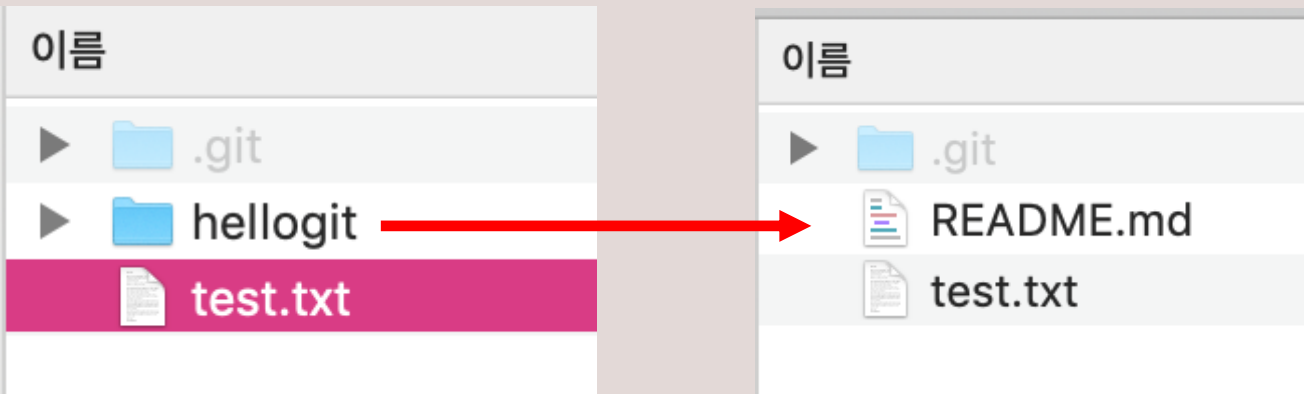 이름
.git
hellogit
test.txt
이름
.git
README.md
test.txt